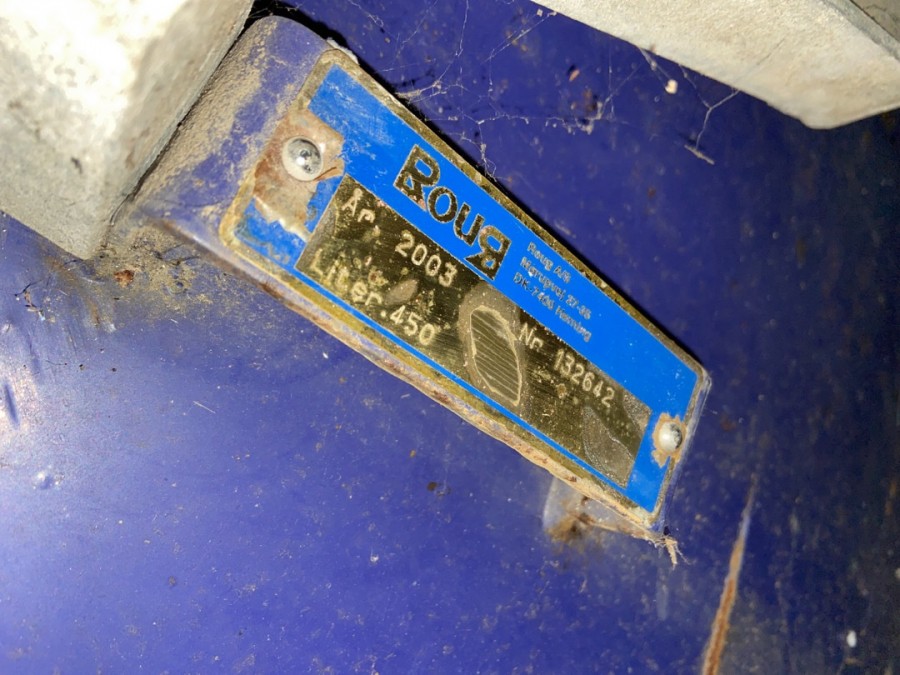 Roug
Roug A/S
DK-7400 Herning
År. 2003
Liter.450
Nr. 132642